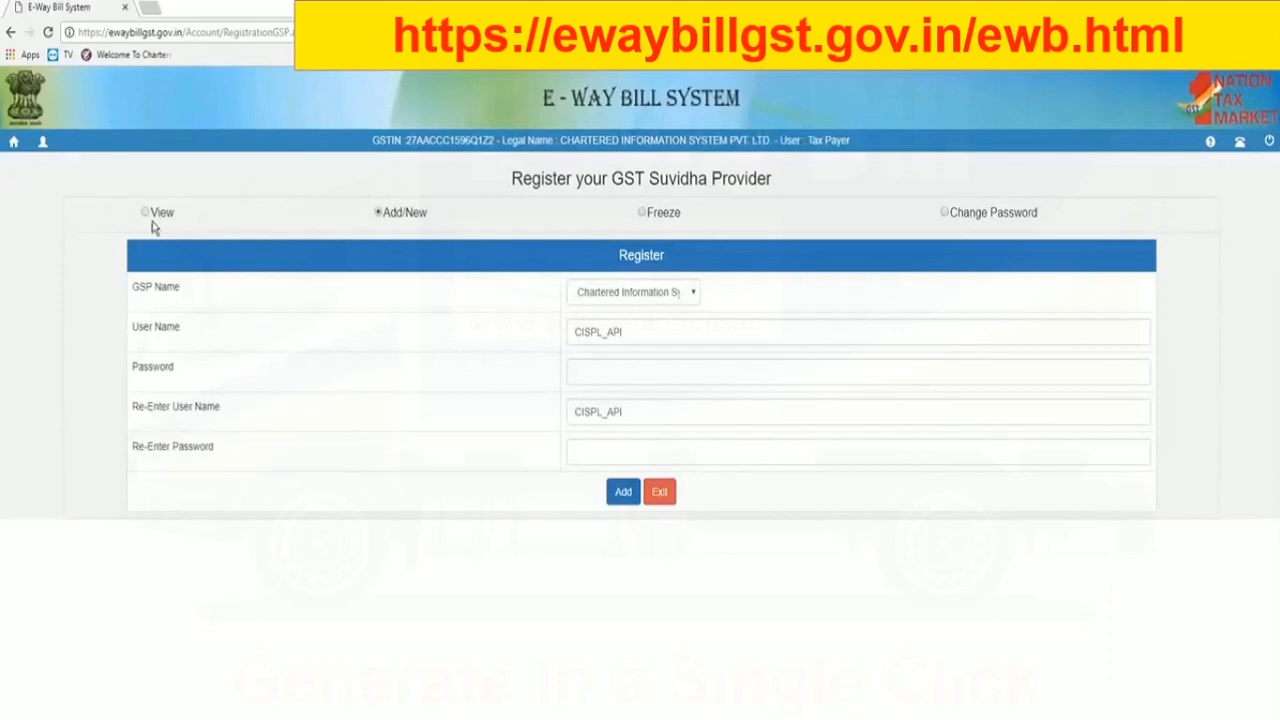 E-Way Bill System
https://ewaybillgst.gov.in/Account/RegistrationGSP.
https://ewaybillgst.gov.in/ewb.html
Apps TV Welcome To Charter
E - WAY BILL SYSTEM
NATION
TAX
MARKET
GST
GSTIN :27AACCC1596Q1Z2 - Legal Name : CHARTERED INFORMATION SYSTEM PVT. LTD. - User : Tax Payer
Register your GST Suvidha Provider
View Add/New Freeze Change Password
Register
GSP Name Chartered Information Sy
User Name CISPL_API
Password
Re-Enter User Name CISPL_API
Re-Enter Password
Add Exit
Generate In a Single Click